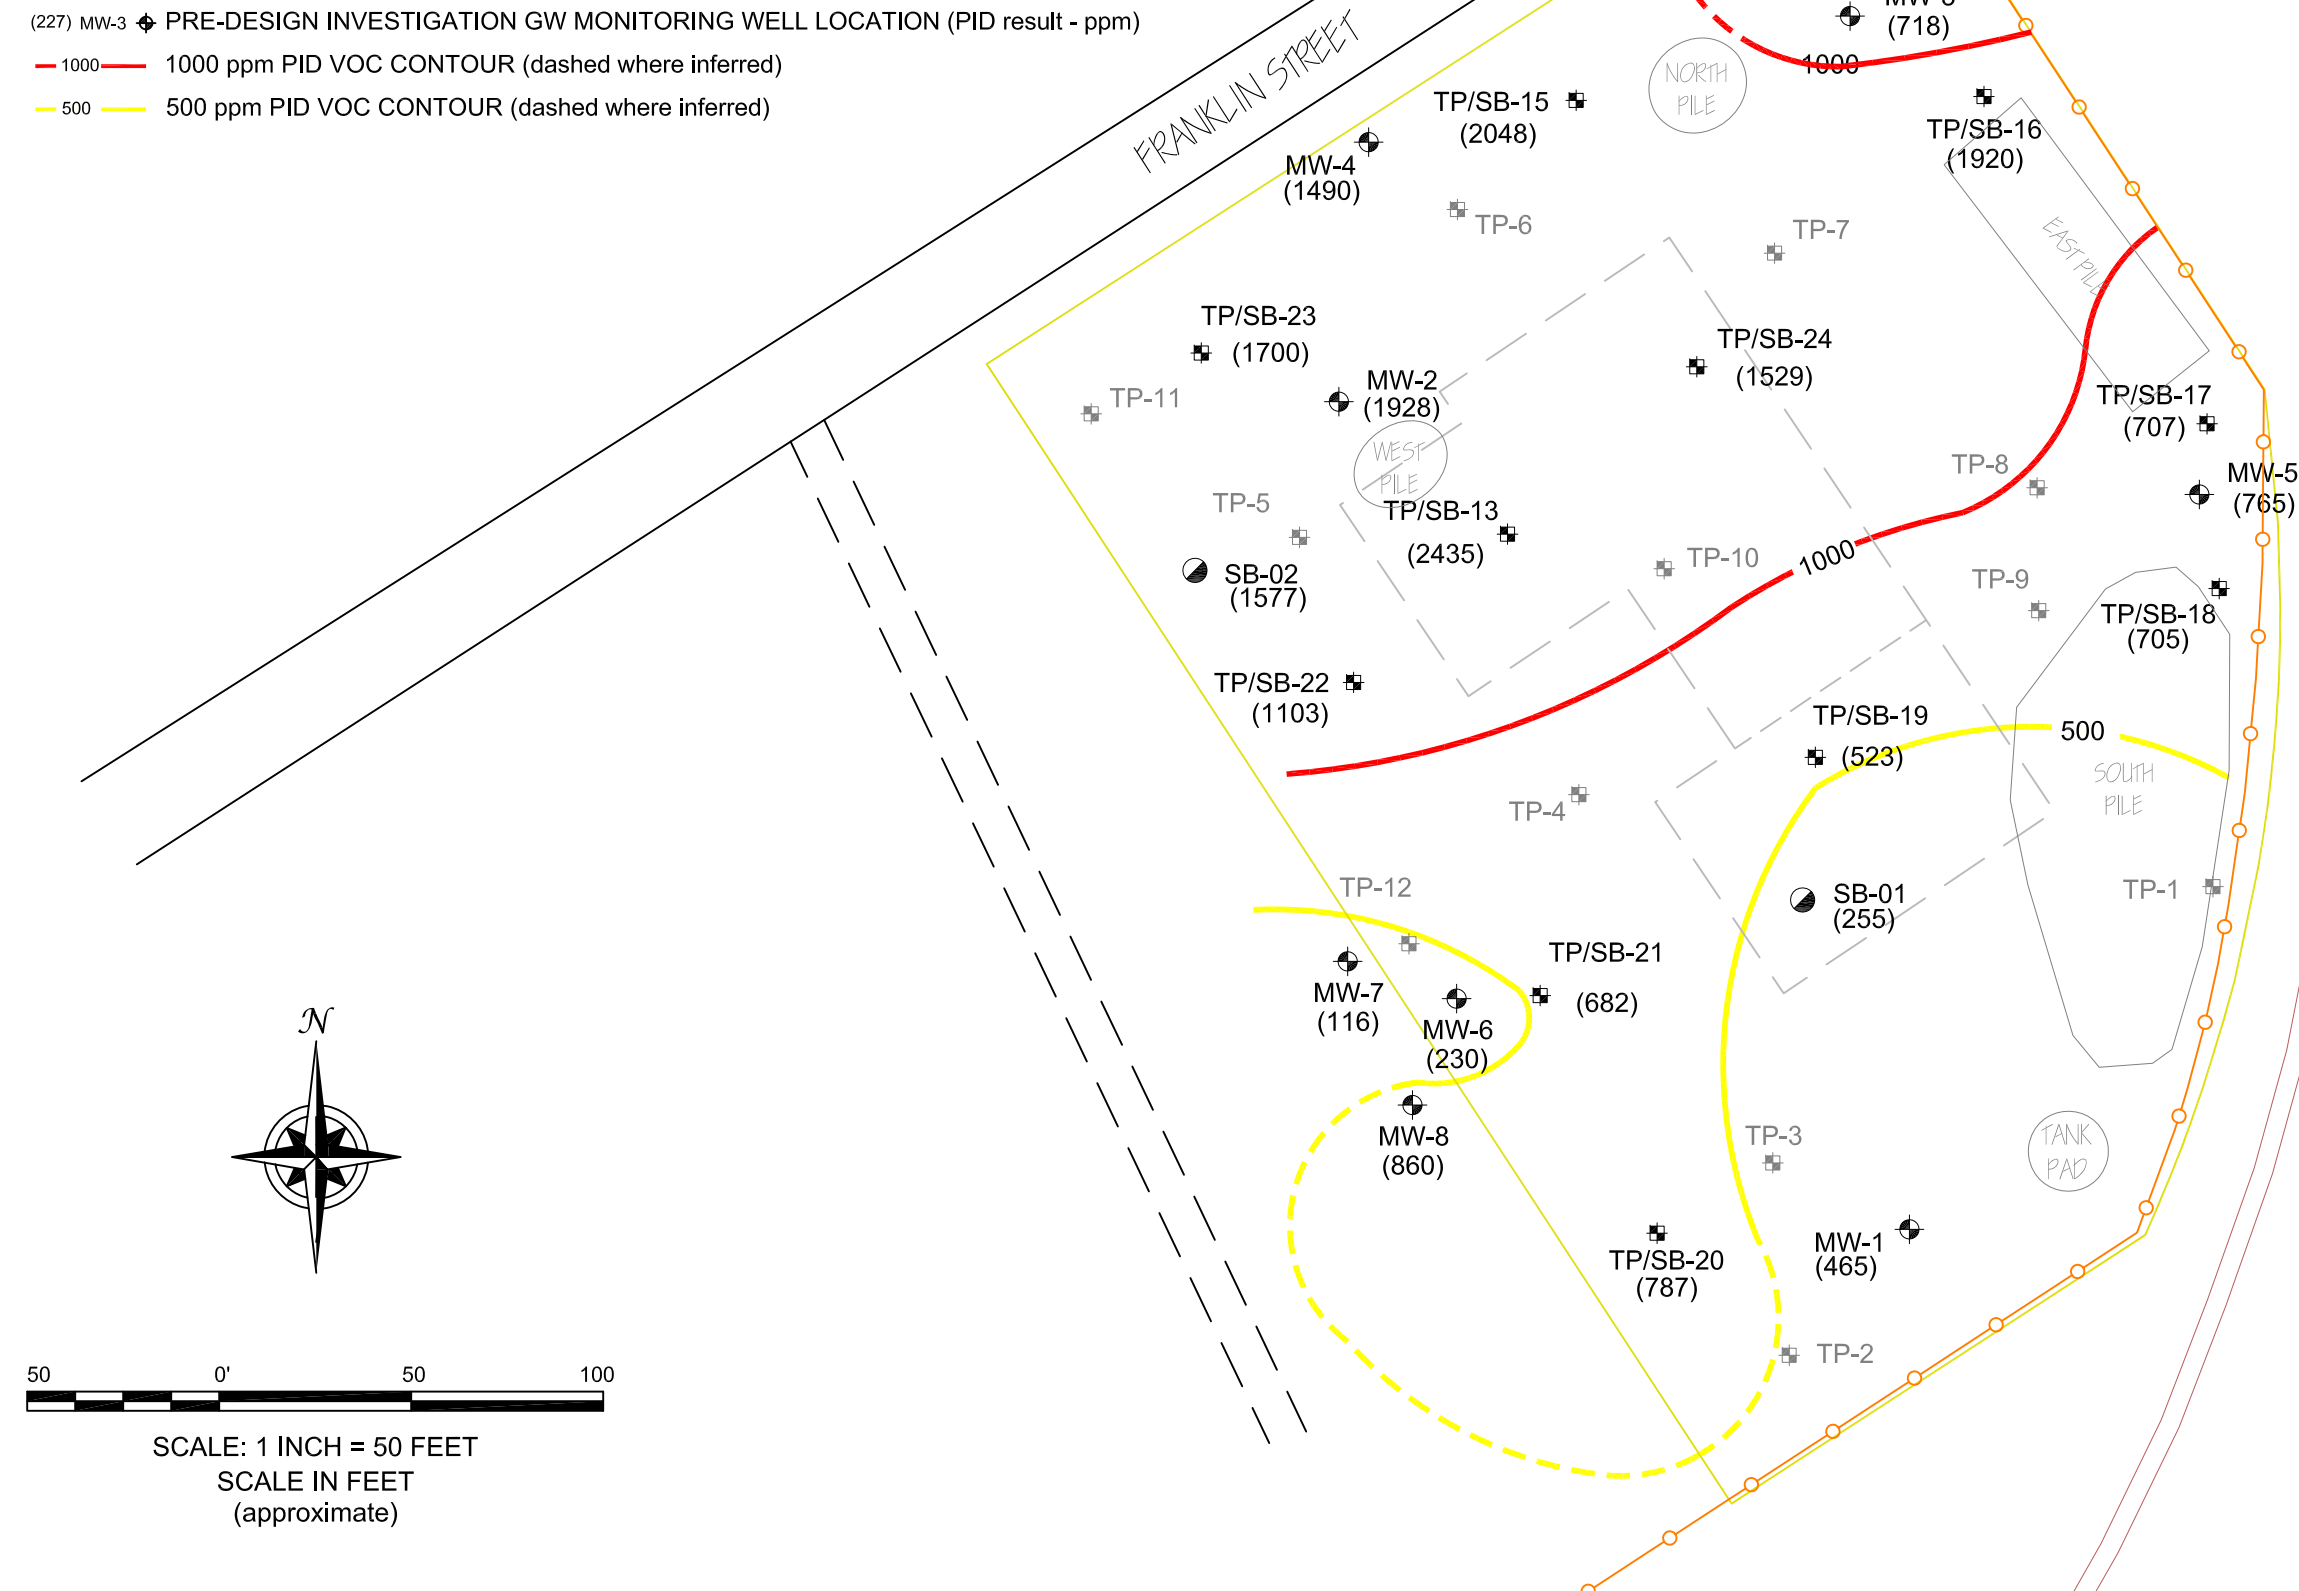 (227) MW-3 PRE-DESIGN INVESTIGATION GW MONITORING WELL LOCATION (PID result - ppm)
1000 1000 ppm PID VOC CONTOUR (dashed where inferred)
500 500 ppm PID VOC CONTOUR (dashed where inferred)
FRANKLIN STREET
(718)
1000
NORTH
PILE
TP/SB-15
(2048)
TP/SB-16
(1920)
MW-4
(1490)
TP-6
TP-7
EAST PILE
TP/SB-23
(1700)
TP/SB-24
(1529)
MW-2
(1928)
TP-11
TP/SB-17
(707)
WEST
PILE
TP-8
MW-5
(765)
TP-5
TP/SB-13
(2435)
TP-10
1000
SB-02
(1577)
TP-9
TP/SB-18
(705)
TP/SB-22
(1103)
TP/SB-19
(523)
500
SOUTH
PILE
TP-4
TP-12
SB-01
(255)
TP-1
TP/SB-21
(682)
MW-7
(116)
MW-6
(230)
MW-8
(860)
TP-3
TANK
PAD
TP/SB-20
(787)
MW-1
(465)
TP-2
N
50 0' 50 100
SCALE: 1 INCH = 50 FEET
SCALE IN FEET
(approximate)